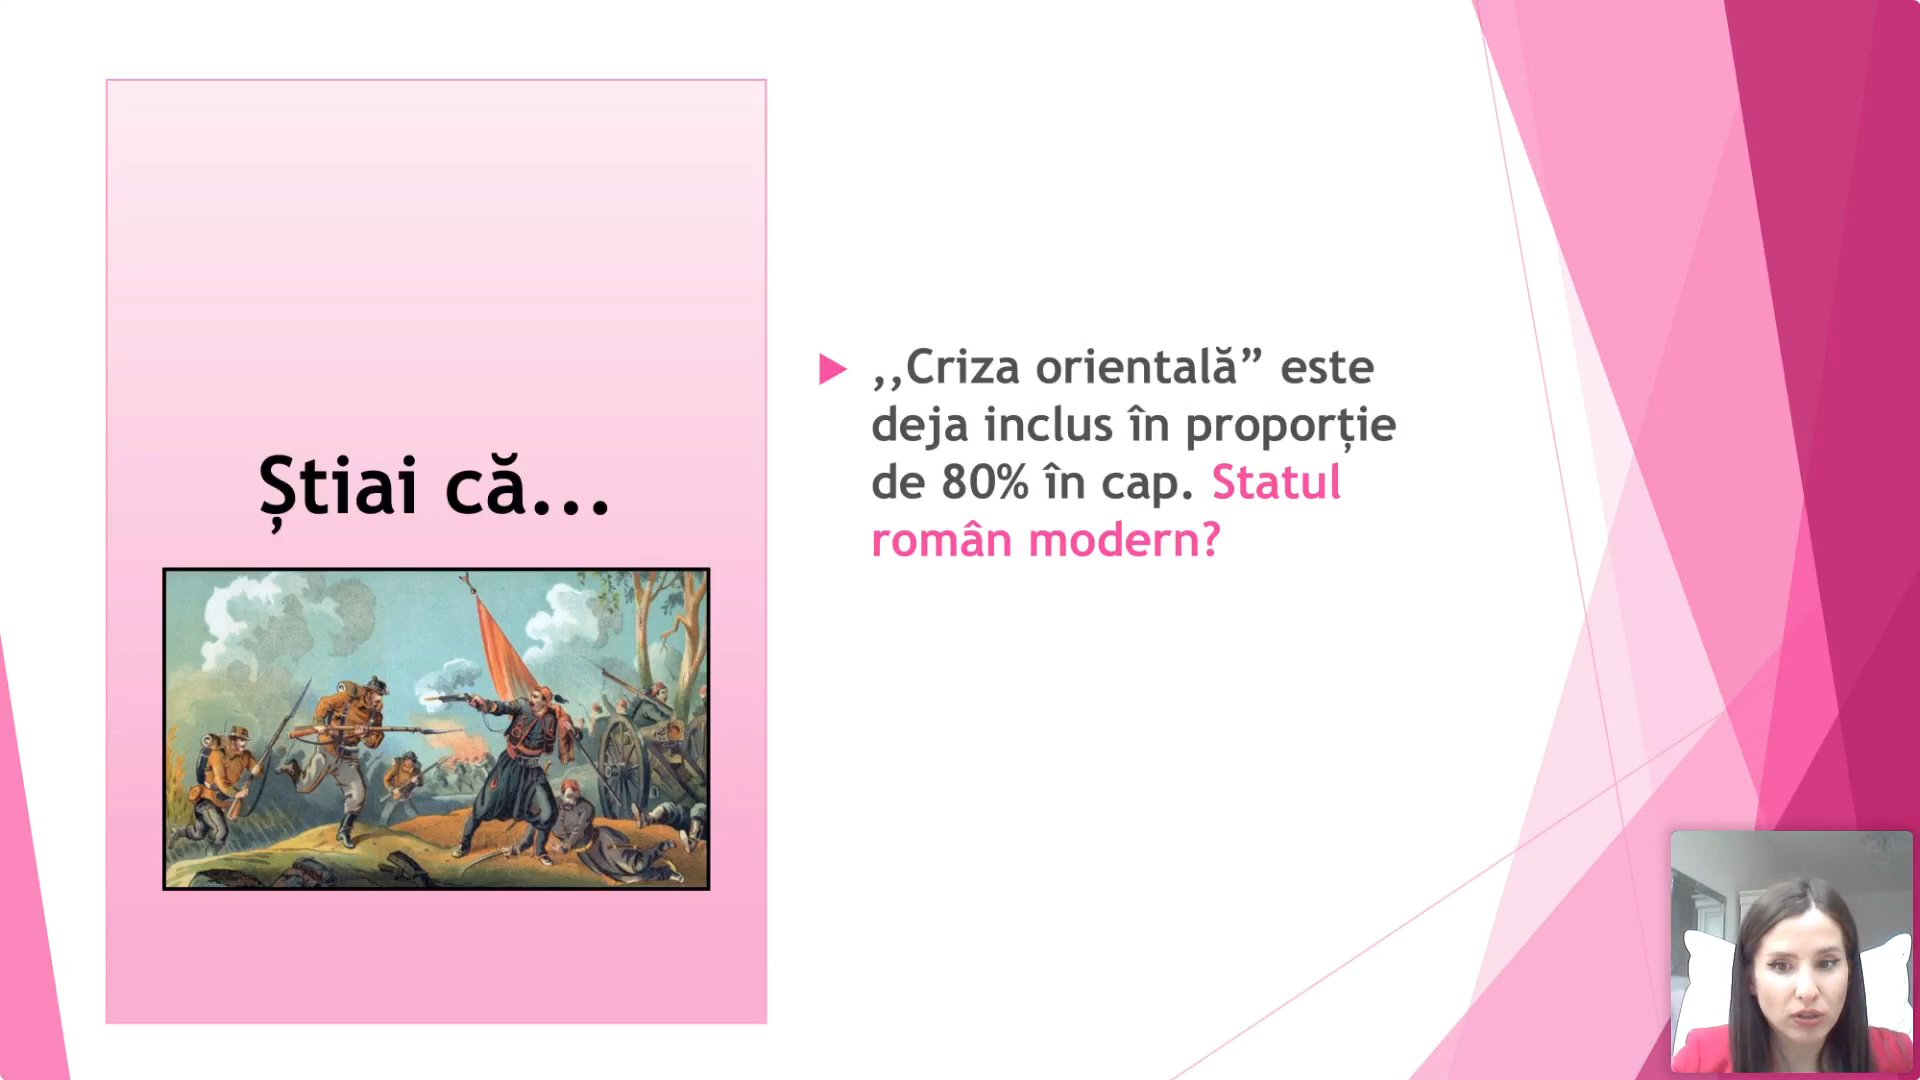 Știai că...
,,Criza orientală” este
deja inclus în proporție
de 80% în cap. Statul
român modern?